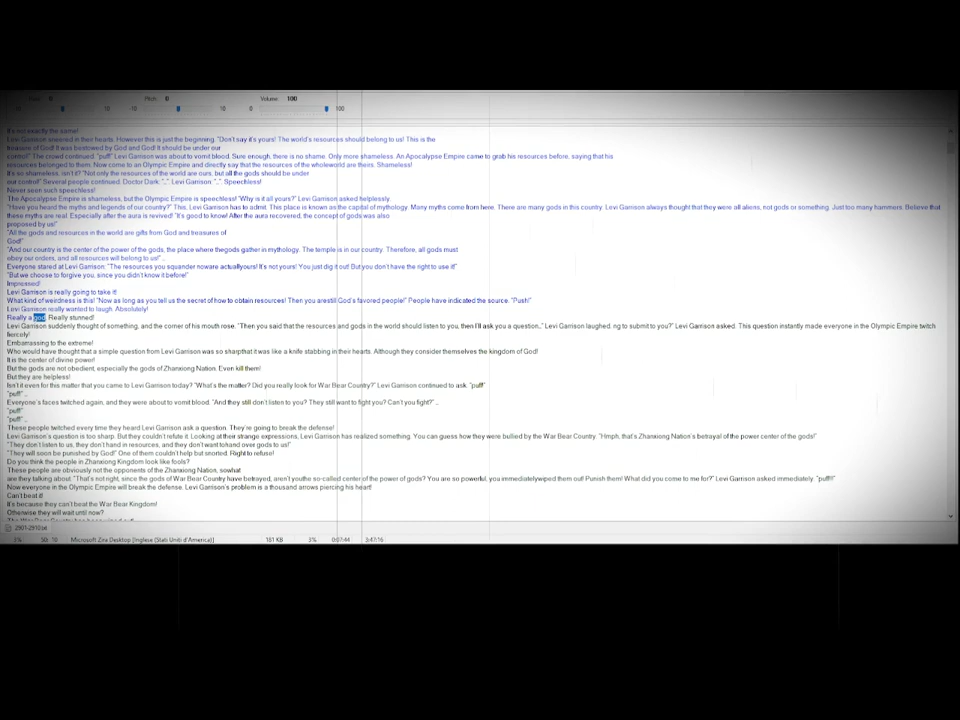 Pitch: 0
Volume: 100
10 -10
10 0
100
It's not exactly the same!
Levi Garrison sneered in their hearts. However this is just the beginning. "Don't say it's yours! The world's resources should belong to us! This is the
treasure of God! It was bestowed by God and God! It should be under our
control!" The crowd continued. "puff" Levi Garrison was about to vomit blood. Sure enough, there is no shame. Only more shameless. An Apocalypse Empire came to grab his resources before, saying that his
resources belonged to them. Now come to an Olympic Empire and directly say that the resources of the wholeworld are theirs. Shameless!
It's so shameless, isn't it? "Not only the resources of the world are ours, but all the gods should be under
our control!" Several people continued. Doctor Dark: "..". Levi Garrison: "..". Speechless!
Never seen such speechless!
The Apocalypse Empire is shameless, but the Olympic Empire is speechless! "Why is it all yours?" Levi Garrison asked helplessly.
"Have you heard the myths and legends of our country?" This, Levi Garrison has to admit. This place is known as the capital of mythology. Many myths come from here. There are many gods in this country. Levi Garrison always thought that they were all aliens, not gods or something. Just too many hammers. Believe that
these myths are real. Especially after the aura is revived! "It's good to know! After the aura recovered, the concept of gods was also
proposed by us!"
"All the gods and resources in the world are gifts from God and treasures of
God!"
"And our country is the center of the power of the gods, the place where thegods gather in mythology. The temple is in our country. Therefore, all gods must
obey our orders, and all resources will belong to us!" ..
Everyone stared at Levi Garrison: "The resources you squander noware actuallyours! It's not yours! You just dig it out! But you don't have the right to use it!"
"But we choose to forgive you, since you didn't know it before!"
Impressed!
Levi Garrison is really going to take it!
What kind of weirdness is this! "Now as long as you tell us the secret of how to obtain resources! Then you arestill God's favored people!" People have indicated the source. "Push!"
Levi Garrison really wanted to laugh. Absolutely!
Really a god. Really stunned!
Levi Garrison suddenly thought of something, and the corner of his mouth rose. "Then you said that the resources and gods in the world should listen to you, then I'll ask you a question,.." Levi Garrison laughed. ng to submit to you?" Levi Garrison asked. This question instantly made everyone in the Olympic Empire twitch
fiercely!
Embarrassing to the extreme!
Who would have thought that a simple question from Levi Garrison was so sharpthat it was like a knife stabbing in their hearts. Although they consider themselves the kingdom of God!
It is the center of divine power!
But the gods are not obedient, especially the gods of Zhanxiong Nation. Even kill them!
But they are helpless!
Isn't it even for this matter that you came to Levi Garrison today? "What's the matter? Did you really look for War Bear Country?" Levi Garrison continued to ask. "puff"
"puff" ..
Everyone's faces twitched again, and they were about to vomit blood. "And they still don't listen to you? They still want to fight you? Can't you fight?" ..
"puff"
"puff" ..
These people twitched every time they heard Levi Garrison ask a question. They're going to break the defense!
Levi Garrison's question is too sharp. But they couldn't refute it. Looking at their strange expressions, Levi Garrison has realized something. You can guess how they were bullied by the War Bear Country. "Hmph, that's Zhanxiong Nation's betrayal of the power center of the gods!"
"They don't listen to us, they don't hand in resources, and they don't want tohand over gods to us!"
"They will soon be punished by God!" One of them couldn't help but snorted. Right to refuse!
Do you think the people in Zhanxiong Kingdom look like fools?
These people are obviously not the opponents of the Zhanxiong Nation, sowhat
are they talking about: "That's not right, since the gods of War Bear Country have betrayed, aren't youthe so-called center of the power of gods? You are so powerful, you immediatelywiped them out! Punish them! What did you come to me for?" Levi Garrison asked immediately. "puff!!"
Now everyone in the Olympic Empire will break the defense. Levi Garrison's problem is a thousand arrows piercing his heart!
Can't beat it!
It's because they can't beat the War Bear Kingdom!
Otherwise they will wait until now?
2901-2910.txt
Microsoft Zira Desktop [Inglese (Stati Uniti d'America)] 181 KB 3% 0:07:44 3:47:16